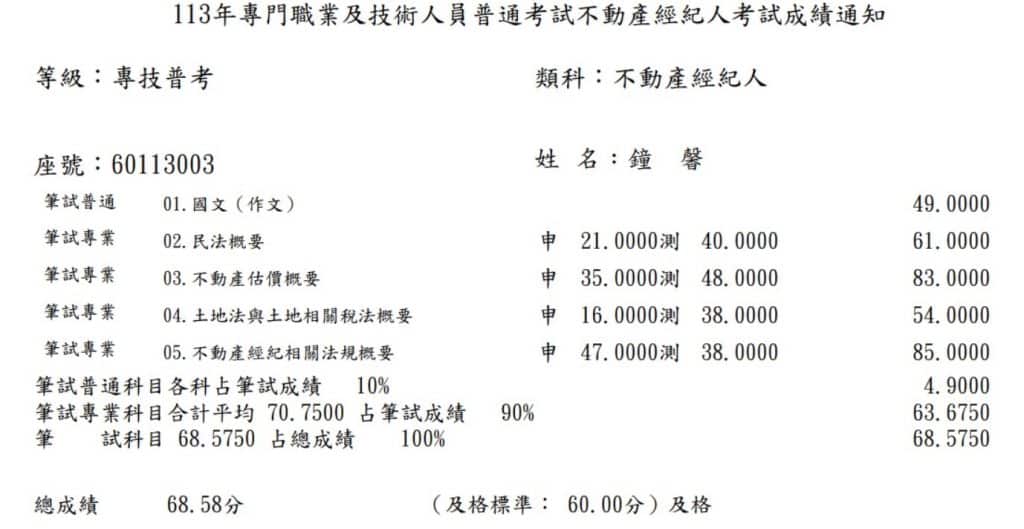 113年專門職業及技術人員普通考試不動產經紀人考試成績通知
等級：專技普考 類科：不動產經紀人
座號：60113003 姓 名：鐘 馨
筆試普通 01.國文（作文） 49.0000
筆試專業 02.民法概要 申 21.0000測 40.0000 61.0000
筆試專業 03.不動產估價概要 申 35.0000測 48.0000 83.0000
筆試專業 04.土地法與土地相關稅法概要 申 16.0000測 38.0000 54.0000
筆試專業 05.不動產經紀相關法規概要 申 47.0000測 38.0000 85.0000
筆試普通科目各科占筆試成績 10% 4.9000
筆試專業科目合計平均 70.7500 占筆試成績 90% 63.6750
筆 試科目 68.5750 占總成績 100% 68.5750
總成績 68.58分 （及格標準： 60.00分）及格